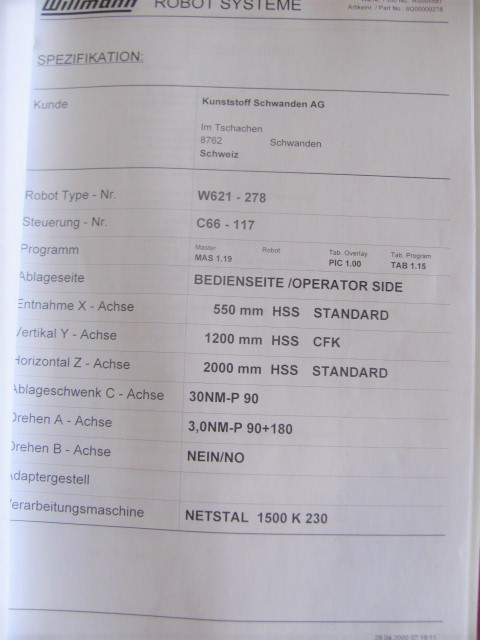 Wittmann ROBOT SYSTEME
Artikelnr. / Part No.
SPEZIFIKATION:
Kunde Kunststoff Schwanden AG
Im Tschachen
8762 Schwanden
Schweiz
Robot Type - Nr. W621 - 278
Steuerung - Nr. C66 - 117
Programm Master Robot Tab. Overlay Tab. Program
MAS 1.19 PIC 1.00 TAB 1.15
Ablageseite BEDIENSEITE /OPERATOR SIDE
Entnahme X - Achse 550 mm HSS STANDARD
Vertikal Y - Achse 1200 mm HSS CFK
Horizontal Z - Achse 2000 mm HSS STANDARD
Ablageschwenk C - Achse 30NM-P 90
Drehen A - Achse 3,0NM-P 90+180
Drehen B - Achse NEIN/NO
Adaptergestell
Verarbeitungsmaschine NETSTAL 1500 K 230